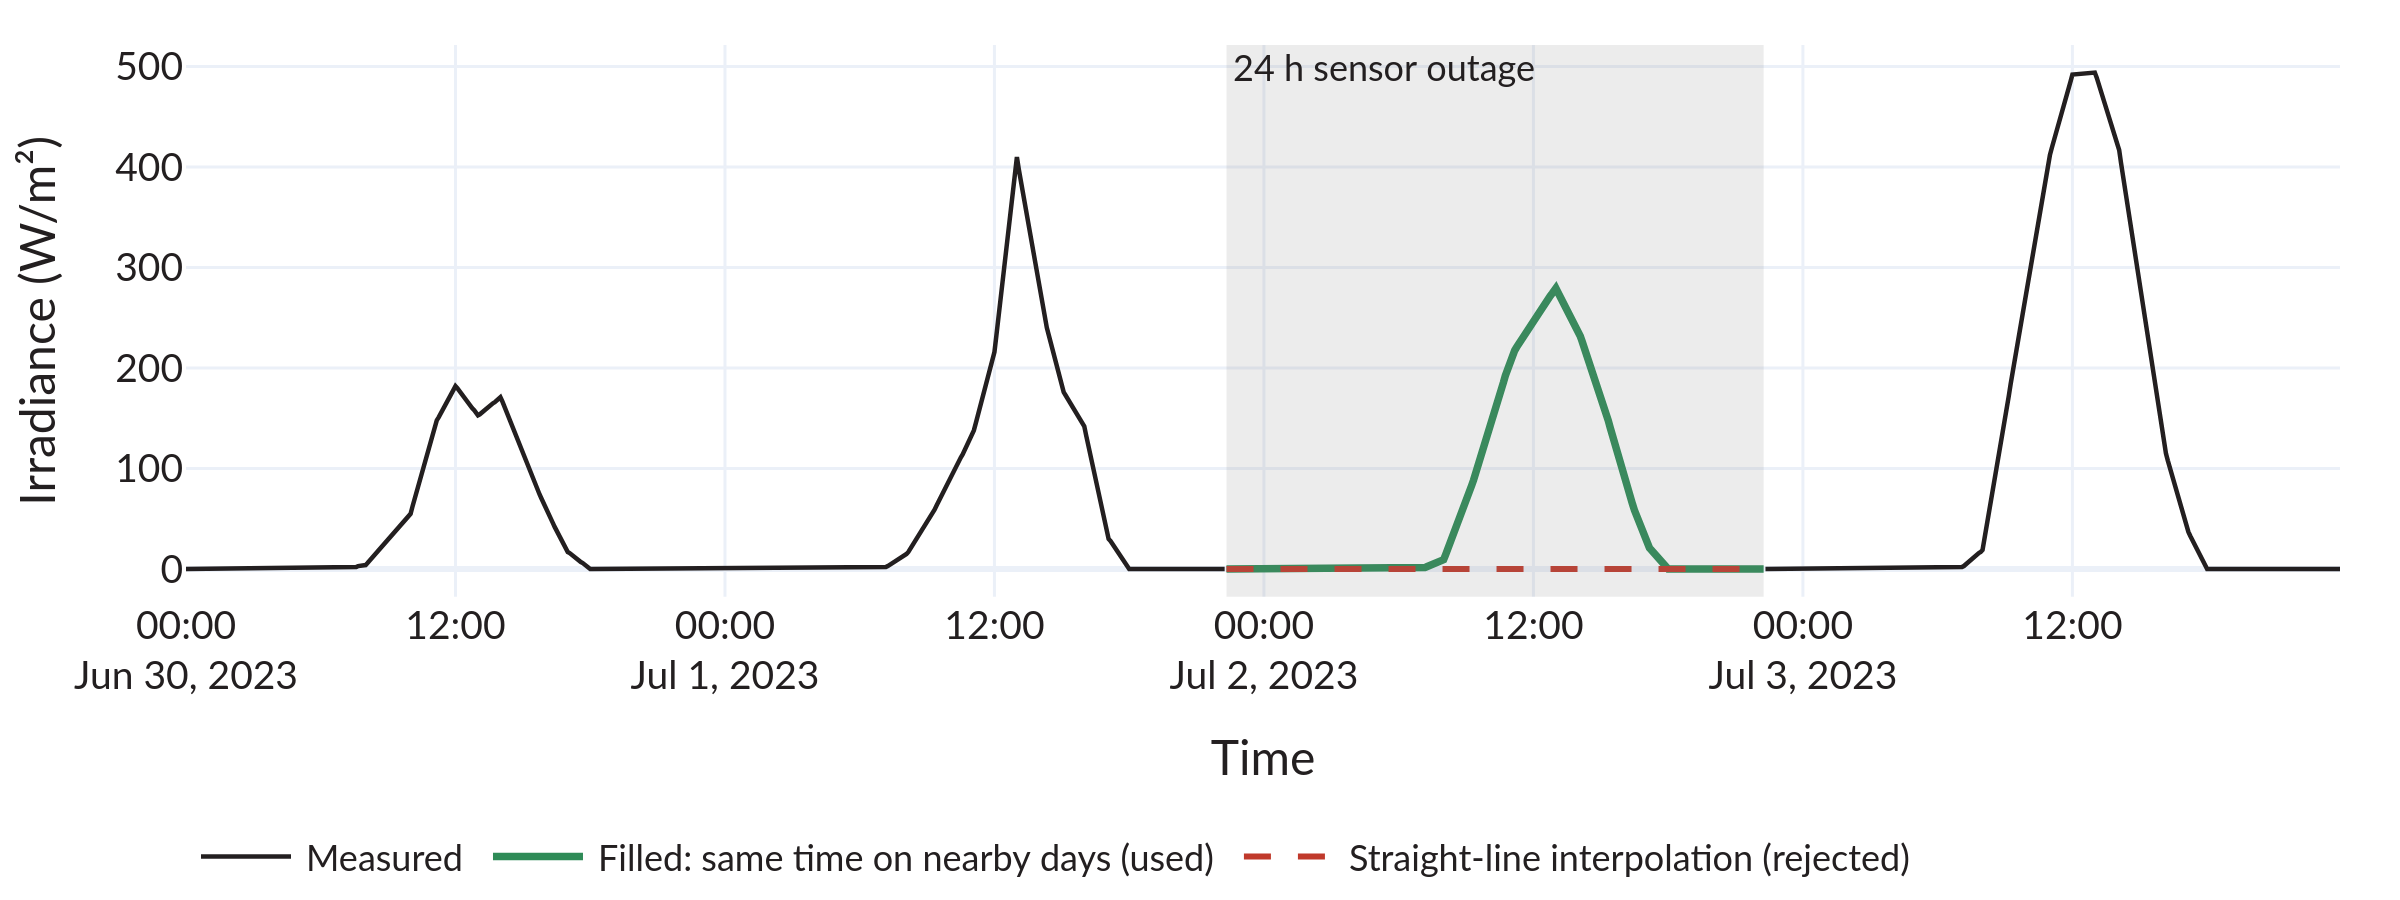 24 h sensor outage
Irradiance (W/m²)
500
400
300
200
100
0
00:00 12:00 00:00 12:00 00:00 12:00 00:00 12:00
Jun 30, 2023 Jul 1, 2023 Jul 2, 2023 Jul 3, 2023
Time
Measured Filled: same time on nearby days (used) Straight-line interpolation (rejected)